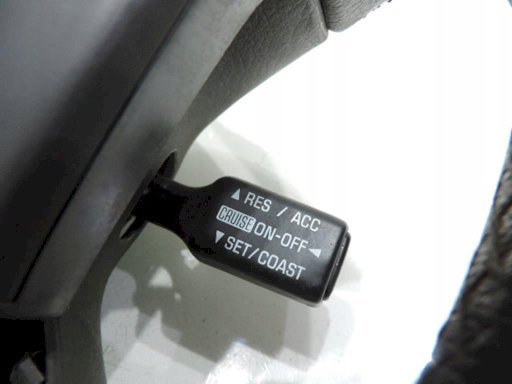 ▲ RES / ACC
CRUISE ON-OFF ◀
▼ SET/COAST